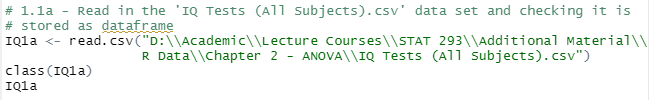 # 1.1a - Read in the 'IQ Tests (All Subjects).csv' data set and checking it is
# stored as dataframe
IQ1a <- read.csv("D:\\Academic\\Lecture Courses\\STAT 293\\Additional Material\\
R Data\\Chapter 2 - ANOVA\\IQ Tests (All Subjects).csv")
class(IQ1a)
IQ1a